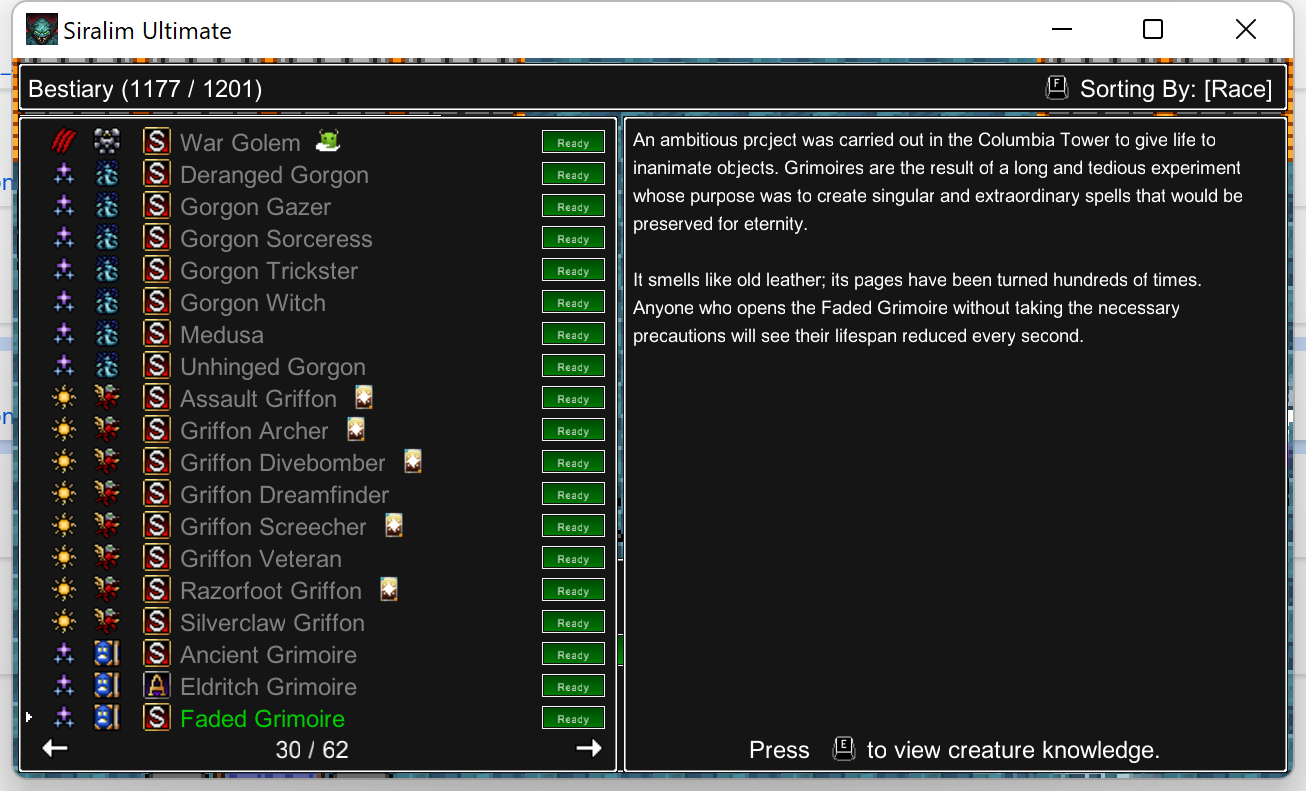 Siralim Ultimate
Bestiary (1177 / 1201)
F Sorting By: [Race]
S War Golem Ready
S Deranged Gorgon Ready
S Gorgon Gazer Ready
S Gorgon Sorceress Ready
S Gorgon Trickster Ready
S Gorgon Witch Ready
S Medusa Ready
S Unhinged Gorgon Ready
S Assault Griffon Ready
S Griffon Archer Ready
S Griffon Divebomber Ready
S Griffon Dreamfinder Ready
S Griffon Screecher Ready
S Griffon Veteran Ready
S Razorfoot Griffon Ready
S Silverclaw Griffon Ready
S Ancient Grimoire Ready
A Eldritch Grimoire Ready
S Faded Grimoire Ready
30 / 62
An ambitious project was carried out in the Columbia Tower to give life to
inanimate objects. Grimoires are the result of a long and tedious experiment
whose purpose was to create singular and extraordinary spells that would be
preserved for eternity.
It smells like old leather; its pages have been turned hundreds of times.
Anyone who opens the Faded Grimoire without taking the necessary
precautions will see their lifespan reduced every second.
Press E to view creature knowledge.